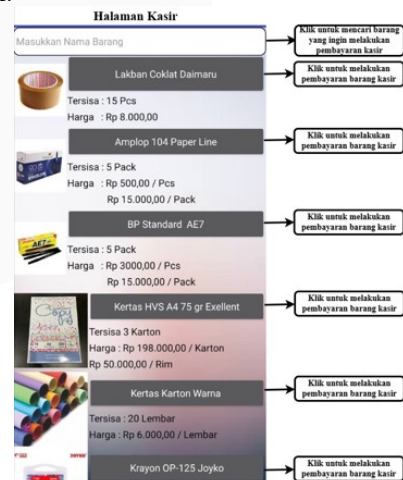 Halaman Kasir
Masukkan Nama Barang
Klik untuk mencari barang
yang ingin melakukan
pembayaran kasir
Lakban Coklat Daimaru
Klik untuk melakukan
pembayaran barang kasir
Tersisa : 15 Pcs
Harga : Rp 8.000,00
Amplop 104 Paper Line
Klik untuk melakukan
pembayaran barang kasir
Tersisa : 5 Pack
Harga : Rp 500,00 / Pcs
Rp 15.000,00 / Pack
BP Standard AE7
Klik untuk melakukan
pembayaran barang kasir
AE7
Tersisa : 5 Pack
Harga : Rp 3000,00 / Pcs
Rp 15.000,00 / Pack
Kertas HVS A4 75 gr Exellent
Klik untuk melakukan
pembayaran barang kasir
Copy
Tersisa 3 Karton
Harga : Rp 198.000,00 / Karton
Rp 50.000,00 / Rim
Kertas Karton Warna
Klik untuk melakukan
pembayaran barang kasir
Tersisa : 20 Lembar
Harga : Rp 6.000,00 / Lembar
Krayon OP-125 Joyko
Klik untuk melakukan
pembayaran barang kasir